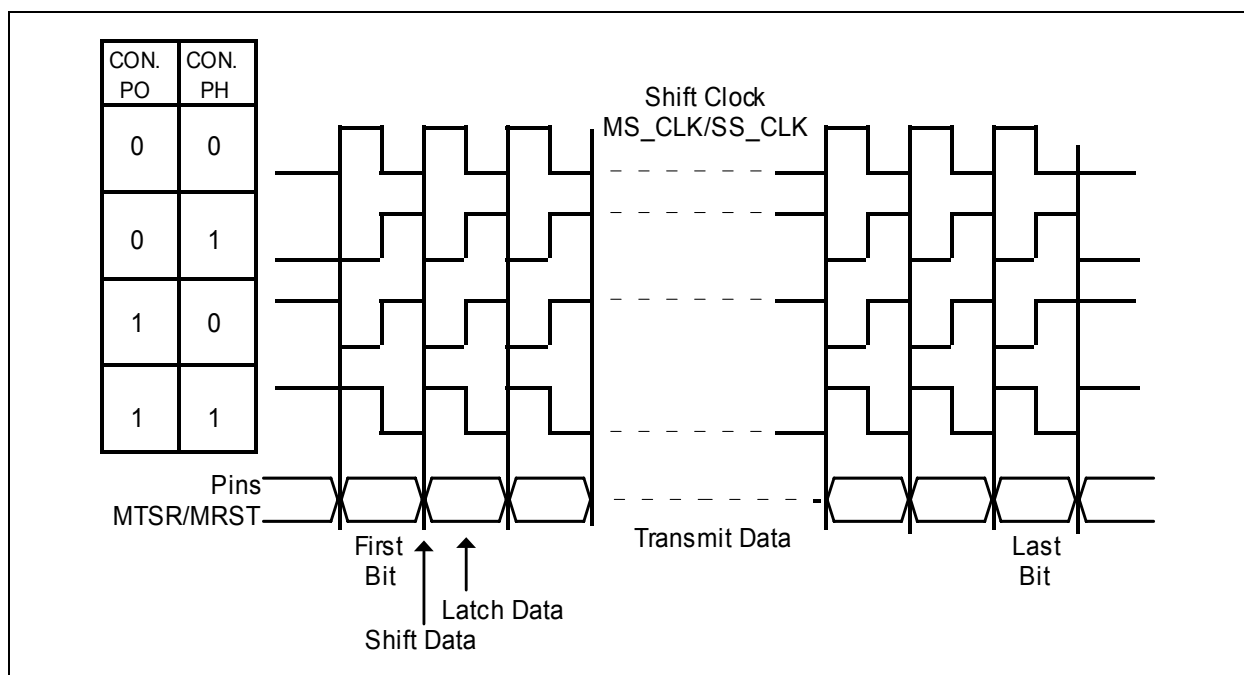 CON. CON.
PO PH
0 0
0 1
1 0
1 1
Shift Clock
MS_CLK/SS_CLK
Pins
MTSR/MRST
First
Bit
Transmit Data
Last
Bit
Latch Data
Shift Data